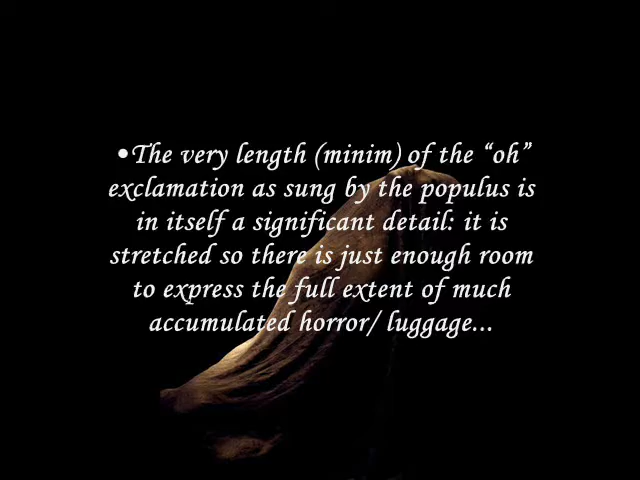 •The very length (minim) of the “oh”
exclamation as sung by the populus is
in itself a significant detail: it is
stretched so there is just enough room
to express the full extent of much
accumulated horror/ luggage...